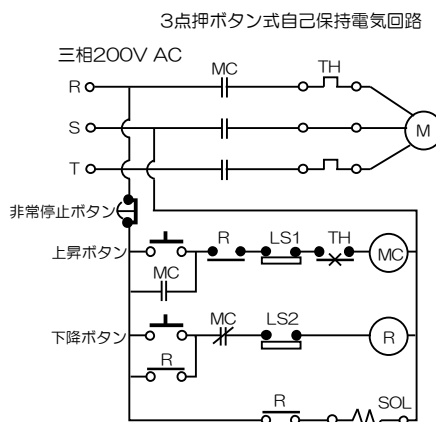 3点押ボタン式自己保持電気回路
三相200V AC
MC
TH
R
S
M
T
非常停止ボタン
上昇ボタン
R
LS1
TH
MC
MC
下降ボタン
MC
LS2
R
R
R
SOL